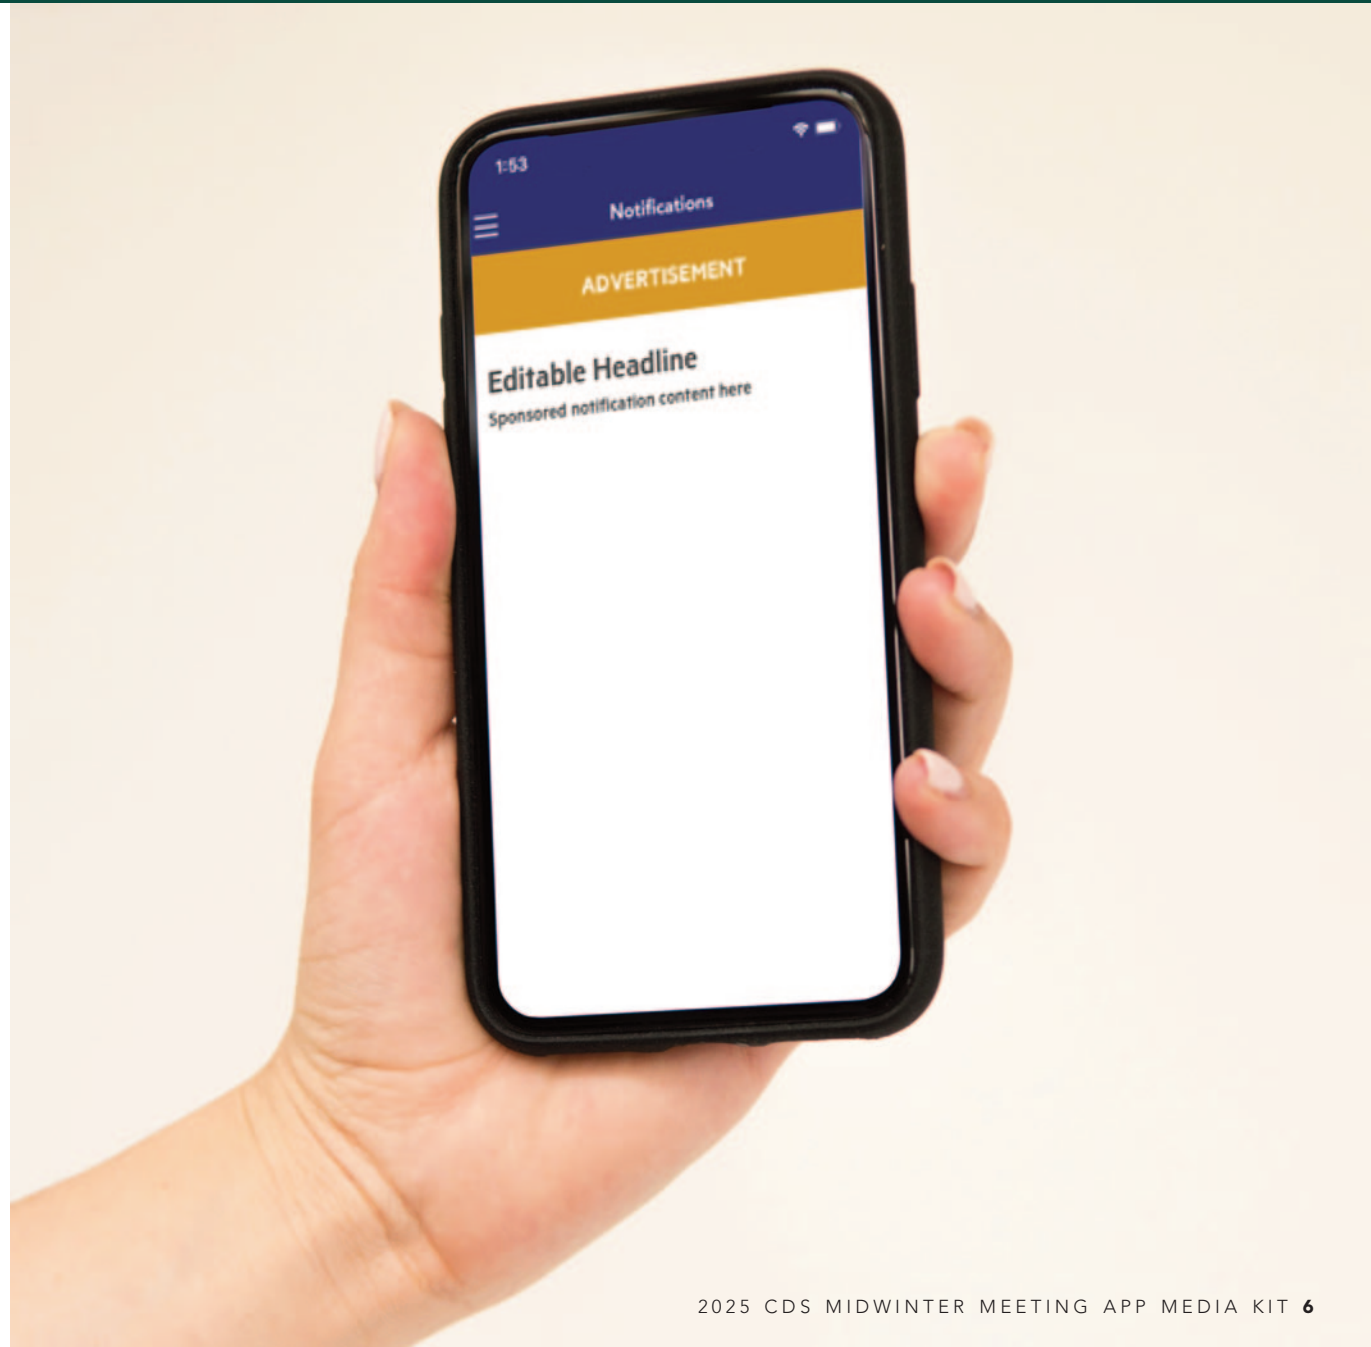 1:53
Notifications
ADVERTISEMENT
Editable Headline
Sponsored notification content here
2025 CDS MIDWINTER MEETING APP MEDIA KIT 6